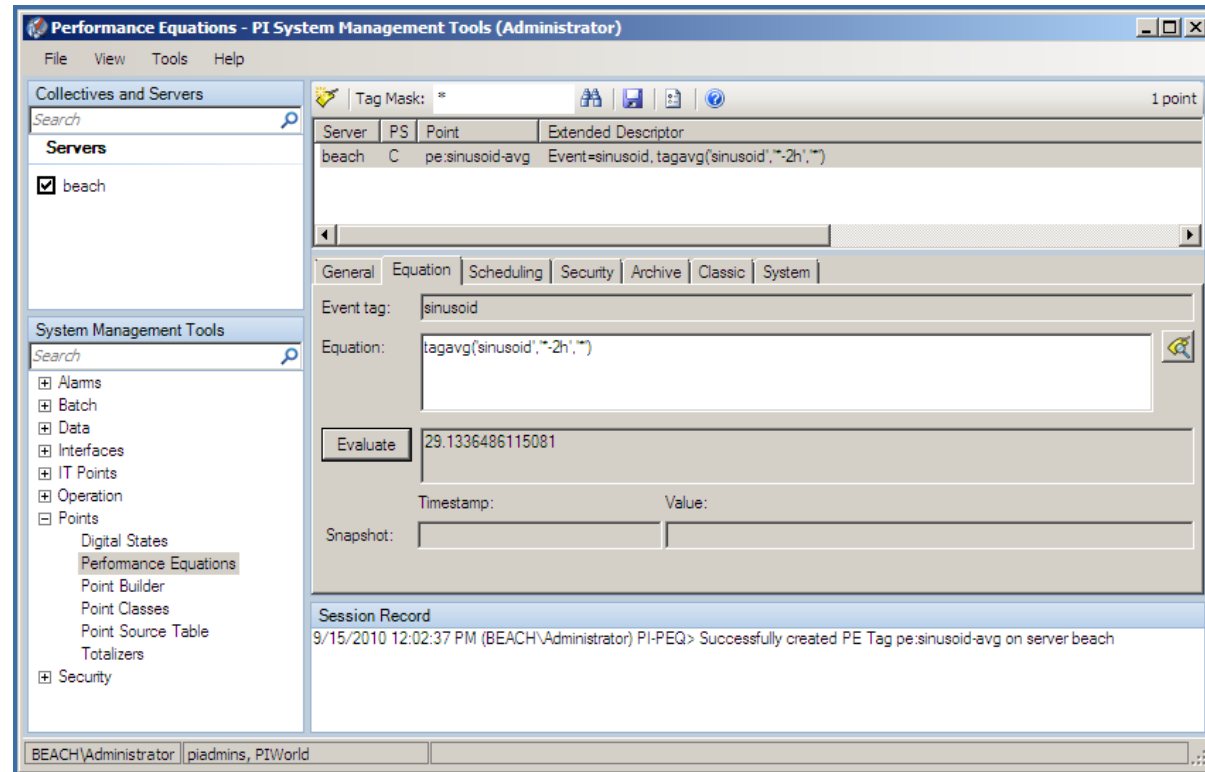 Performance Equations - PI System Management Tools (Administrator)
File View Tools Help
Collectives and Servers
Search
Servers
beach
System Management Tools
Search
Alarms
Batch
Data
Interfaces
IT Points
Operation
Points
Digital States
Performance Equations
Point Builder
Point Classes
Point Source Table
Totalizers
Security
Tag Mask: *
1 point
Server PS Point Extended Descriptor
beach C pe:sinusoid-avg Event=sinusoid, tagavg('sinusoid','*-2h','*')
General Equation Scheduling Security Archive Classic System
Event tag: sinusoid
Equation: tagavg('sinusoid','*-2h','*')
Evaluate 29.1336486115081
Timestamp: Value:
Snapshot:
Session Record
9/15/2010 12:02:37 PM (BEACH\Administrator) PI-PEQ> Successfully created PE Tag pe:sinusoid-avg on server beach
BEACH\Administrator piadmins, PIWorld